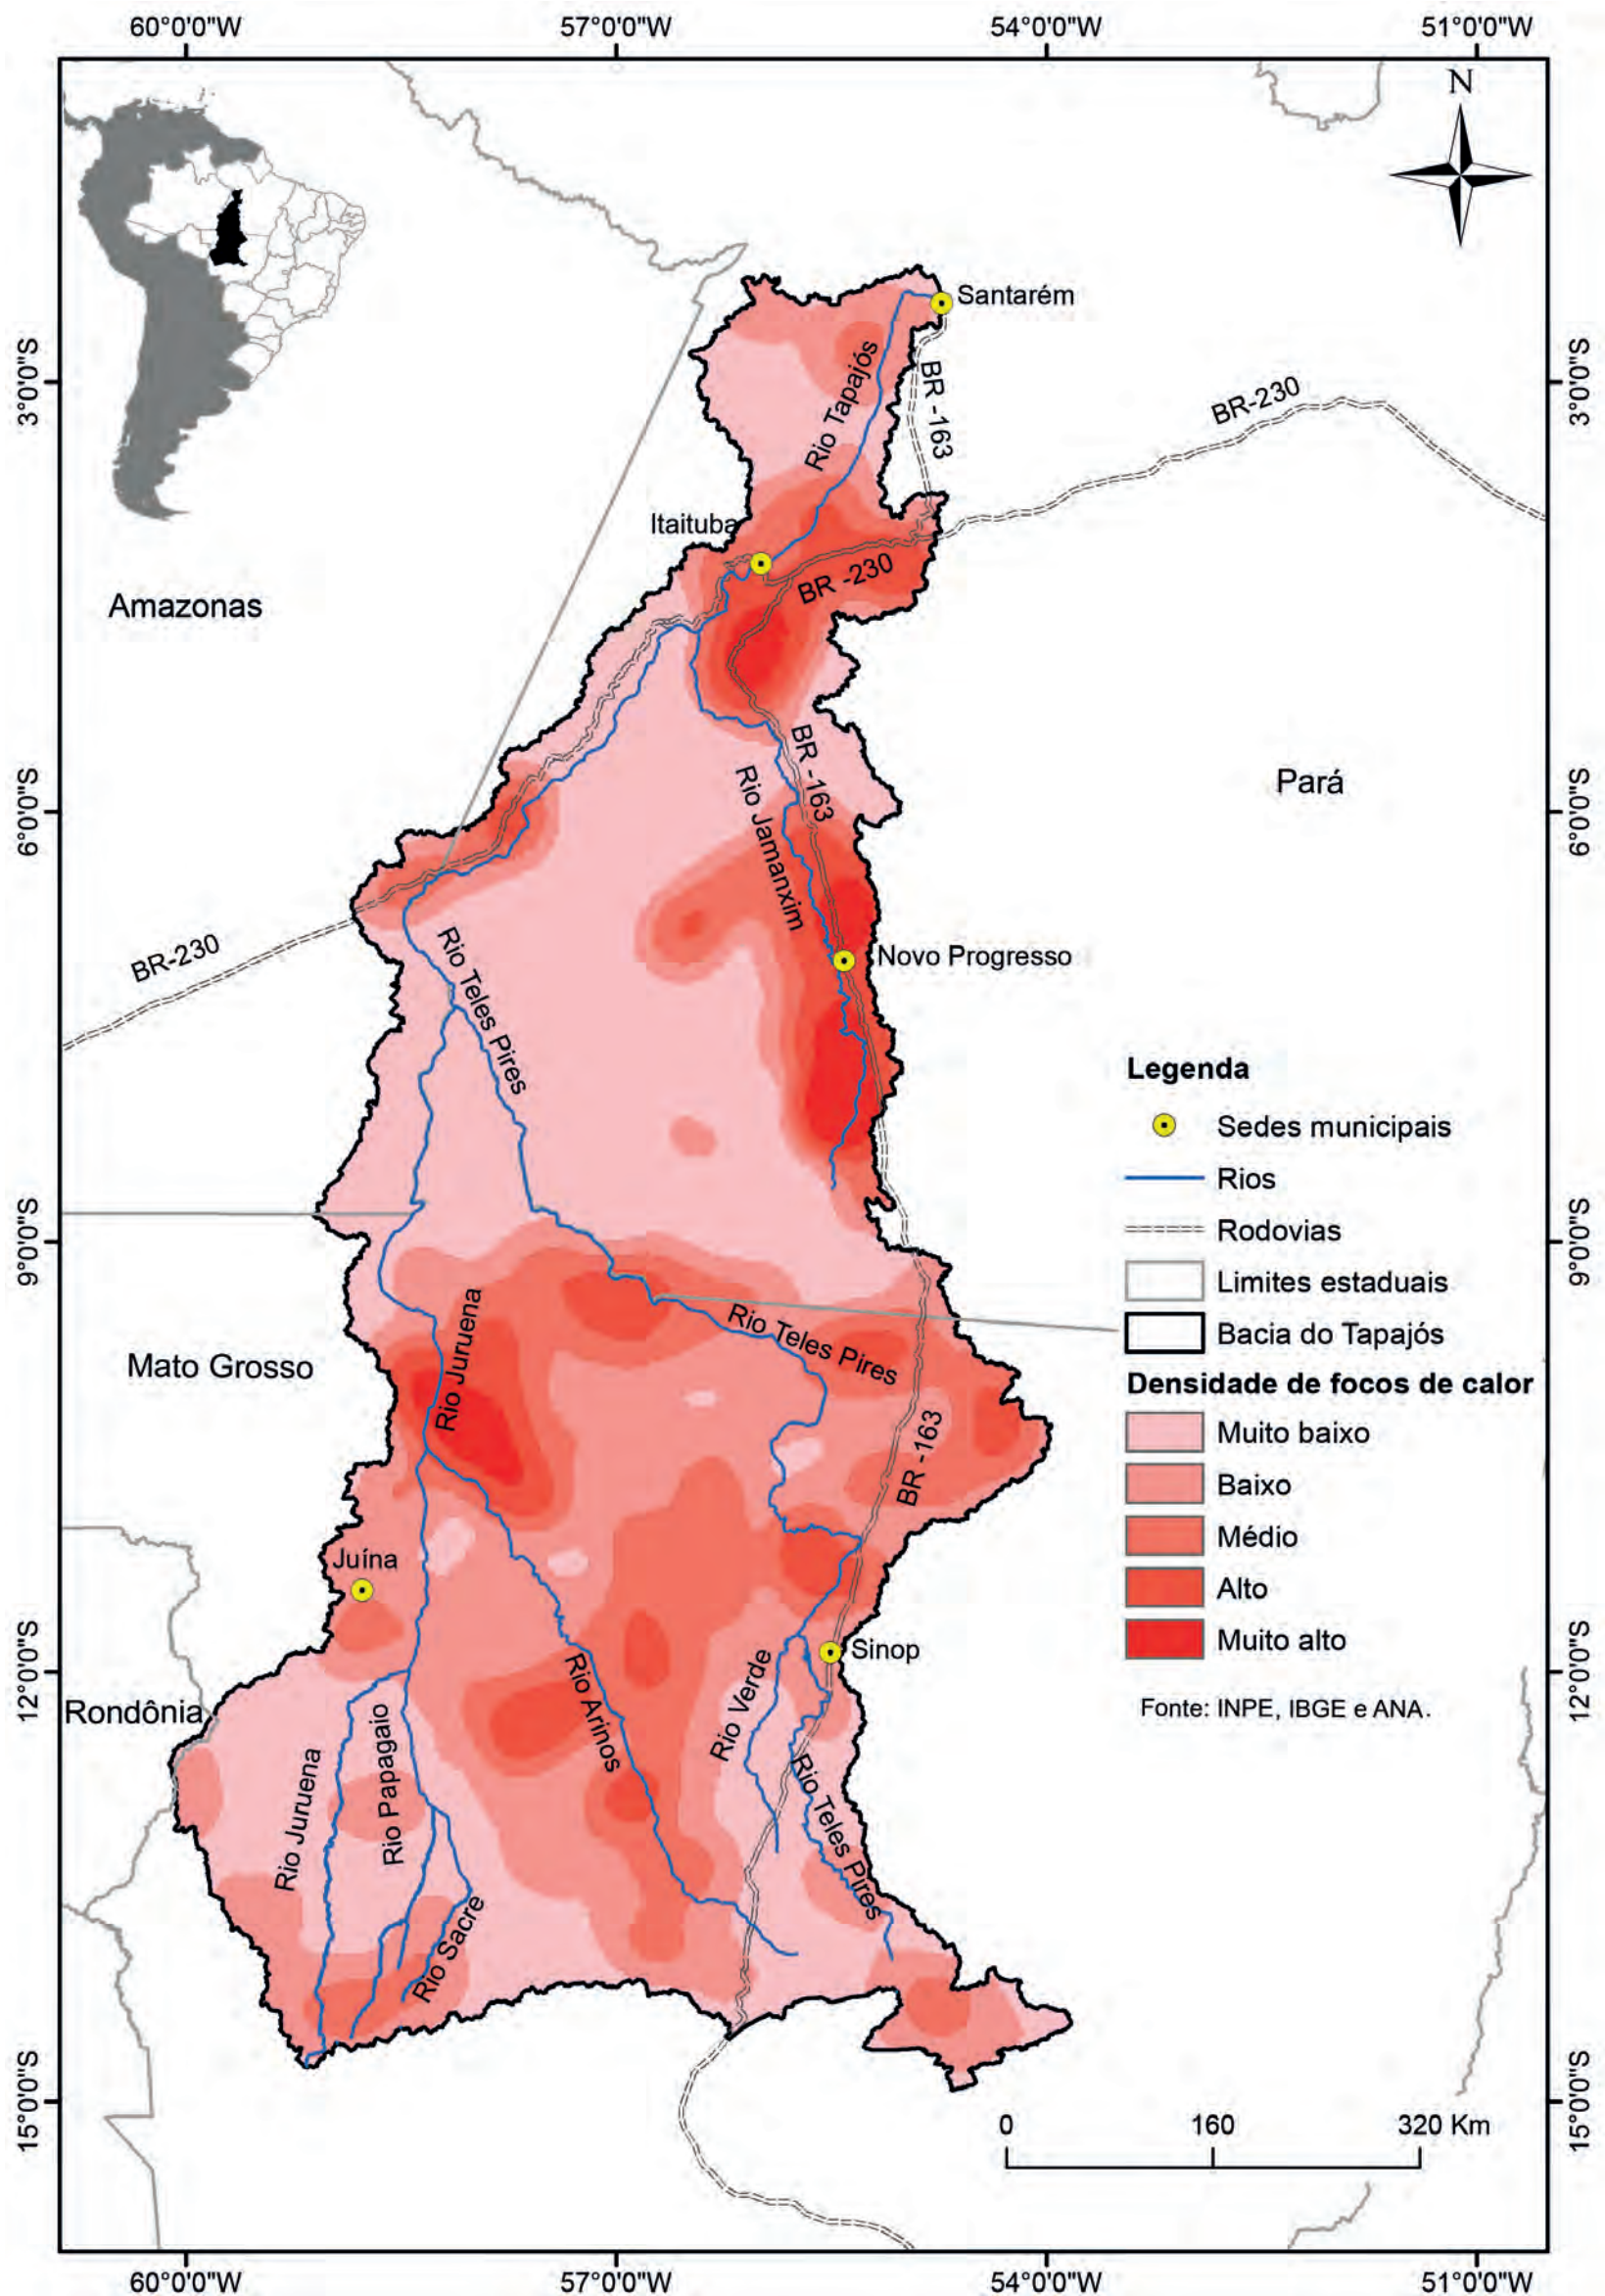 60°0'0"W
57°0'0"W
54°0'0"W
51°0'0"W
N
Santarém
3°0'0"S
3°0'0"S
Rio Tapajós
BR -163
BR-230
Itaituba
BR -230
Amazonas
BR -163
Pará
Rio Jamanxim
6°0'0"S
6°0'0"S
BR-230
Rio Teles Pires
Novo Progresso
Legenda
Sedes municipais
Rios
Rodovias
Limites estaduais
Bacia do Tapajós
Densidade de focos de calor
Muito baixo
Baixo
Médio
Alto
Muito alto
Fonte: INPE, IBGE e ANA.
9°0'0"S
9°0'0"S
Rio Juruena
Rio Teles Pires
Mato Grosso
BR -163
Juína
Sinop
12°0'0"S
12°0'0"S
Rondônia
Rio Arinos
Rio Verde
Rio Papagaio
Rio Juruena
Rio Teles Pires
Rio Sacre
15°0'0"S
15°0'0"S
0
160
320 Km
60°0'0"W
57°0'0"W
54°0'0"W
51°0'0"W